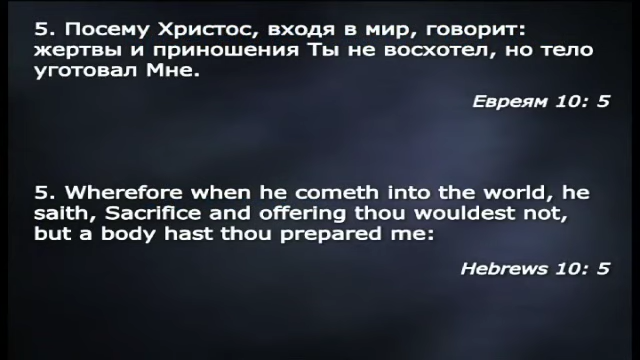 5. Посему Христос, входя в мир, говорит:
жертвы и приношения Ты не восхотел, но тело
уготовал Мне.
Евреям 10: 5
5. Wherefore when he cometh into the world, he
saith, Sacrifice and offering thou wouldest not,
but a body hast thou prepared me:
Hebrews 10: 5